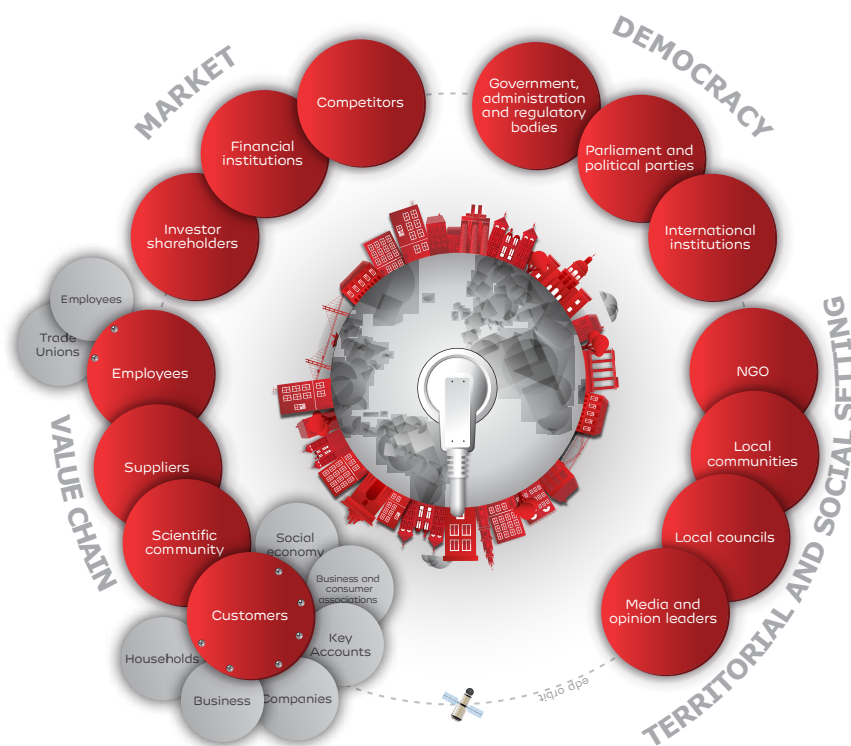 MARKET
Competitors
Financial
institutions
Investor
shareholders
DEMOCRACY
Government,
administration
and regulatory
bodies
Parliament and
political parties
International
institutions
TERRITORIAL AND SOCIAL SETTING
NGO
Local
communities
Local councils
Media and
opinion leaders
VALUE CHAIN
Employees
Trade
Unions
Employees
Suppliers
Scientific
community
Customers
Social
economy
Business and
consumer
associations
Key
Accounts
Companies
Business
Households
edp orbit